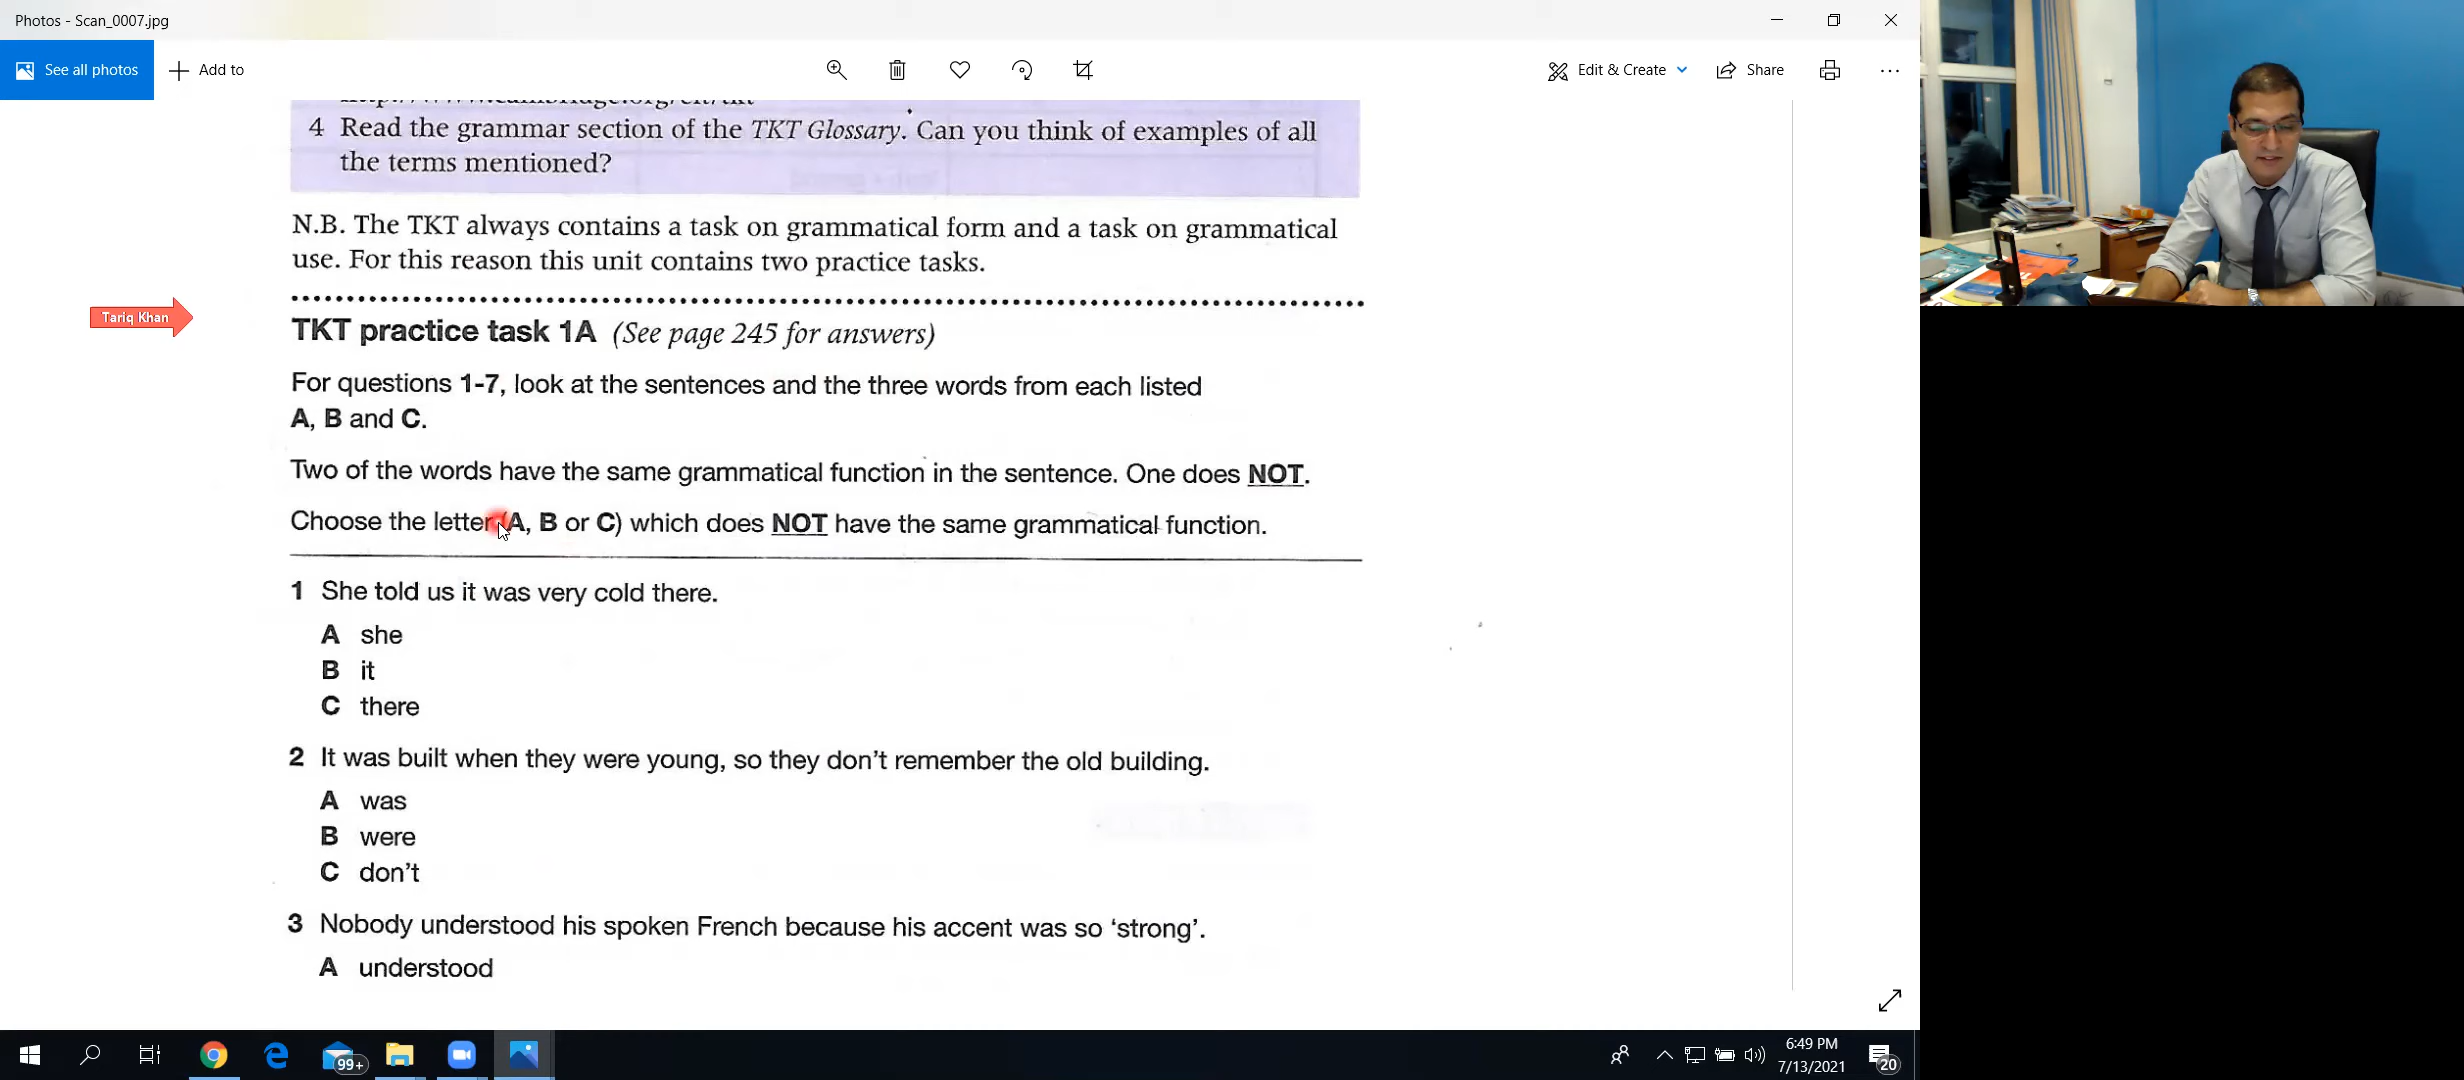 Photos - Scan_0007.jpg
See all photos
Add to
Edit & Create
Share
4 Read the grammar section of the TKT Glossary. Can you think of examples of all
the terms mentioned?
N.B. The TKT always contains a task on grammatical form and a task on grammatical
use. For this reason this unit contains two practice tasks.
Tariq Khan
TKT practice task 1A (See page 245 for answers)
For questions 1-7, look at the sentences and the three words from each listed
A, B and C.
Two of the words have the same grammatical function in the sentence. One does NOT.
Choose the letter (A, B or C) which does NOT have the same grammatical function.
1 She told us it was very cold there.
A she
B it
C there
2 It was built when they were young, so they don't remember the old building.
A was
B were
C don't
3 Nobody understood his spoken French because his accent was so 'strong'.
A understood
99+
6:49 PM
7/13/2021
20